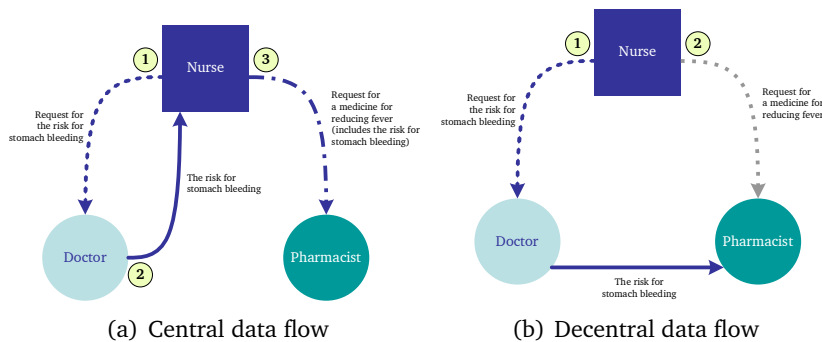 1
Nurse
3
Request for
the risk for
stomach bleeding
Request for
a medicine for
reducing fever
(includes the risk for
stomach bleeding)
The risk for
stomach bleeding
Doctor
2
Pharmacist
(a) Central data flow
1
Nurse
2
Request for
the risk for
stomach bleeding
Request for
a medicine for
reducing fever
Doctor
Pharmacist
The risk for
stomach bleeding
(b) Decentral data flow